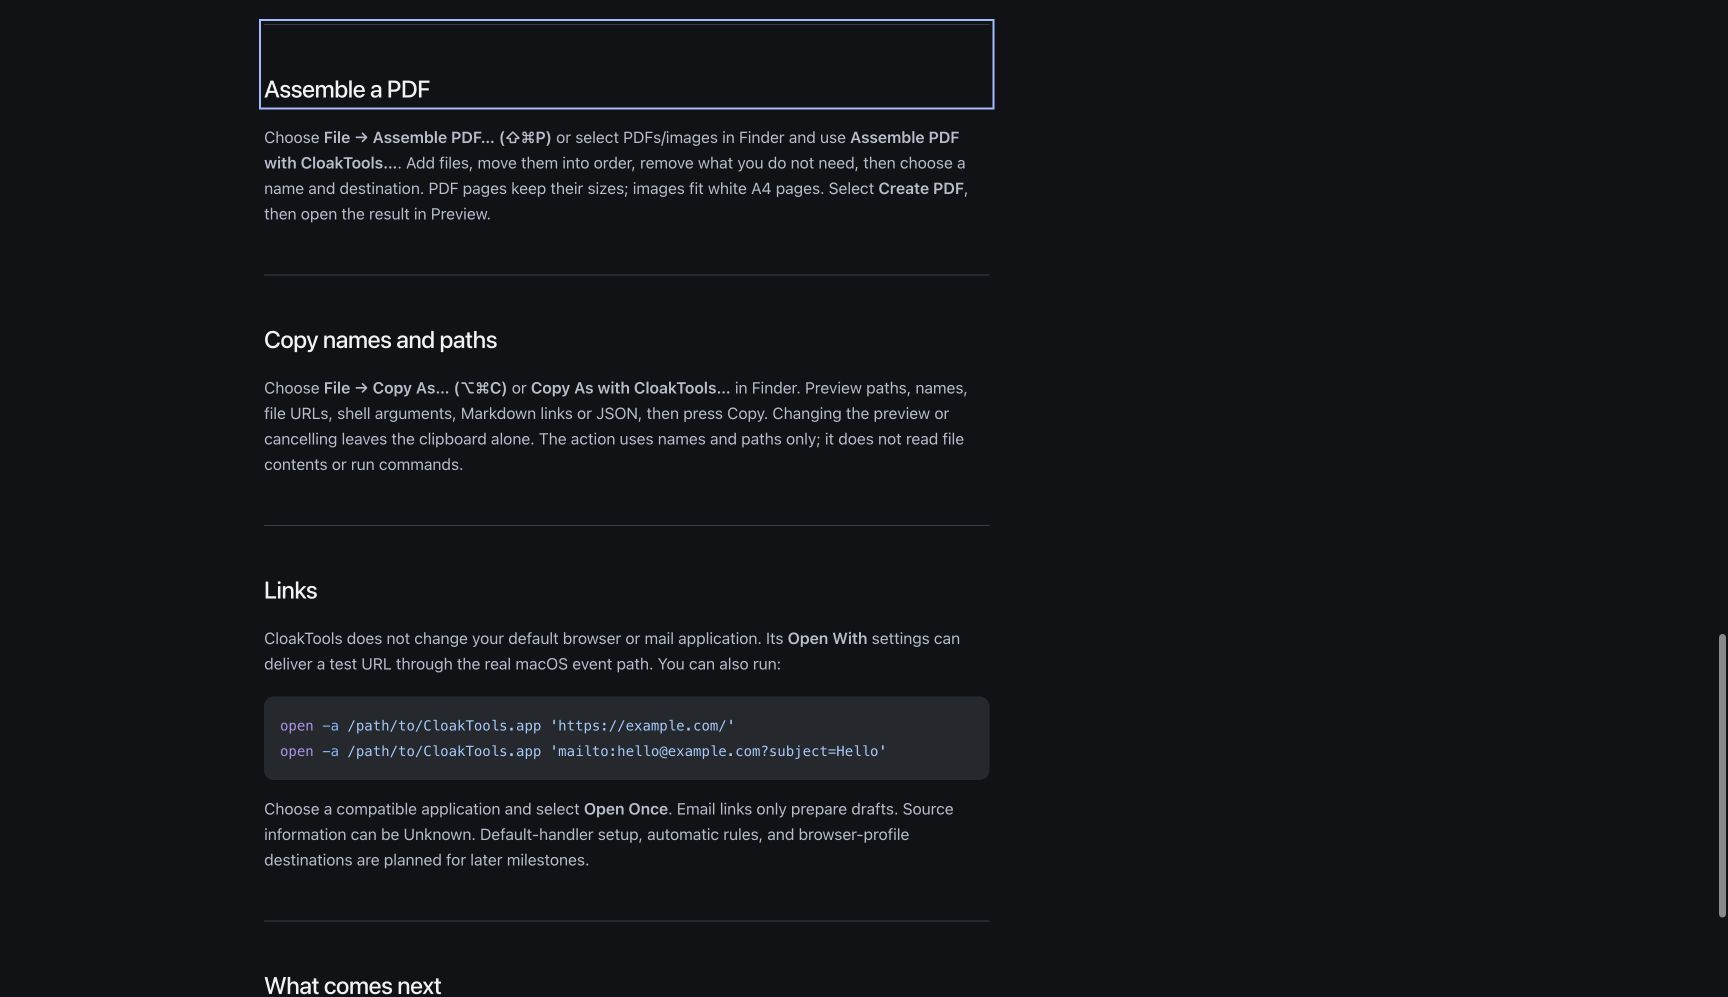 Assemble a PDF
Choose File → Assemble PDF... (⇧⌘P) or select PDFs/images in Finder and use Assemble PDF
with CloakTools.... Add files, move them into order, remove what you do not need, then choose a
name and destination. PDF pages keep their sizes; images fit white A4 pages. Select Create PDF,
then open the result in Preview.
Copy names and paths
Choose File → Copy As... (⌥⌘C) or Copy As with CloakTools... in Finder. Preview paths, names,
file URLs, shell arguments, Markdown links or JSON, then press Copy. Changing the preview or
cancelling leaves the clipboard alone. The action uses names and paths only; it does not read file
contents or run commands.
Links
CloakTools does not change your default browser or mail application. Its Open With settings can
deliver a test URL through the real macOS event path. You can also run:
open -a /path/to/CloakTools.app 'https://example.com/'
open -a /path/to/CloakTools.app 'mailto:hello@example.com?subject=Hello'
Choose a compatible application and select Open Once. Email links only prepare drafts. Source
information can be Unknown. Default-handler setup, automatic rules, and browser-profile
destinations are planned for later milestones.
What comes next